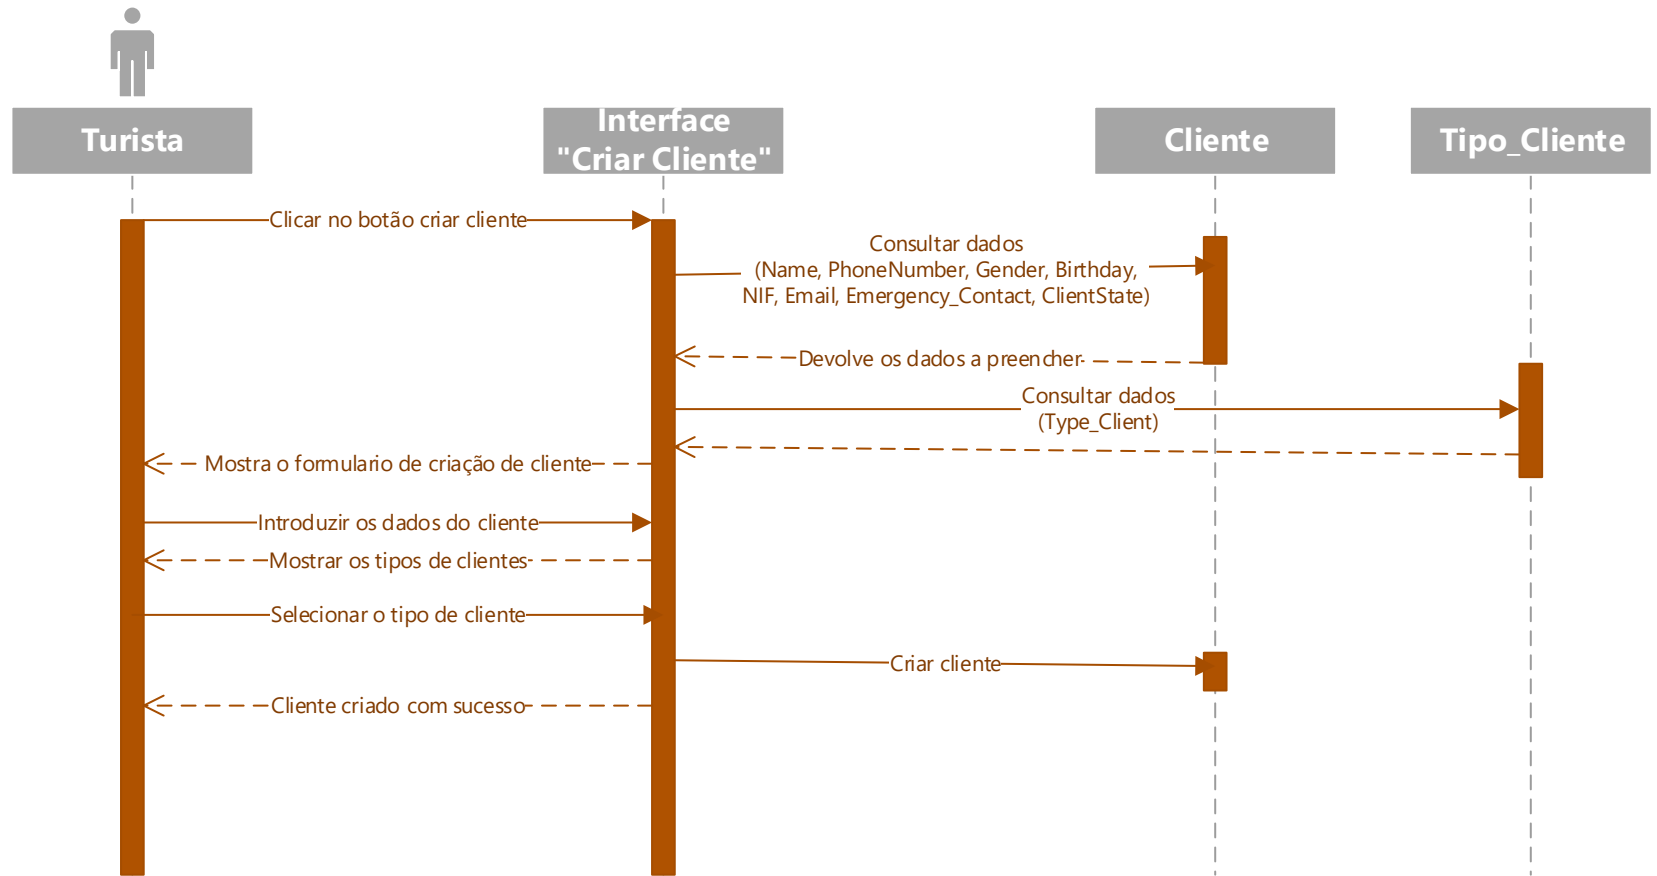 Turista
Interface
"Criar Cliente"
Cliente
Tipo_Cliente
Clicar no botão criar cliente
Consultar dados
(Name, PhoneNumber, Gender, Birthday,
NIF, Email, Emergency_Contact, ClientState)
Devolve os dados a preencher
Consultar dados
(Type_Client)
Mostra o formulario de criação de cliente
Introduzir os dados do cliente
Mostrar os tipos de clientes
Selecionar o tipo de cliente
Criar cliente
Cliente criado com sucesso